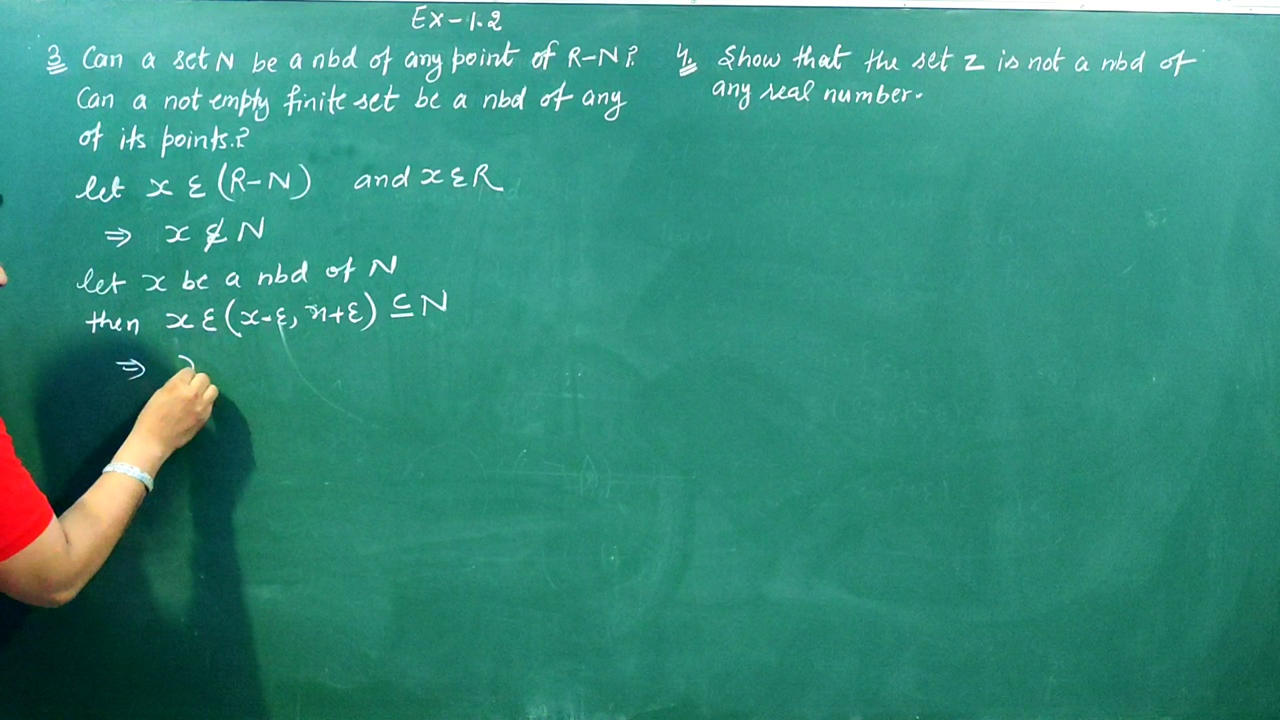 Ex-1.2
3. Can a set N be a nbd of any point of R-N?
Can a not empty finite set be a nbd of any
of its points.?
let x ε (R-N) and x ε R
⇒ x ∉ N
let x be a nbd of N
then x ε (x-ε, x+ε) ⊆ N
⇒
4. Show that the set Z is not a nbd of
any real number.